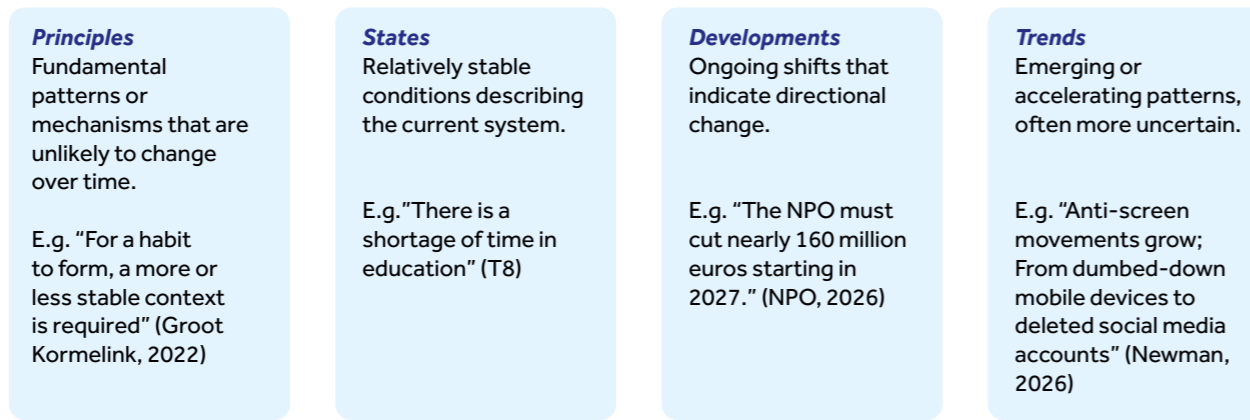 Principles
Fundamental
patterns or
mechanisms that are
unlikely to change
over time.
E.g. “For a habit
to form, a more or
less stable context
is required” (Groot
Kormelink, 2022)
States
Relatively stable
conditions describing
the current system.
E.g.”There is a
shortage of time in
education” (T8)
Developments
Ongoing shifts that
indicate directional
change.
E.g. “The NPO must
cut nearly 160 million
euros starting in
2027.” (NPO, 2026)
Trends
Emerging or
accelerating patterns,
often more uncertain.
E.g. “Anti-screen
movements grow;
From dumbed-down
mobile devices to
deleted social media
accounts” (Newman,
2026)